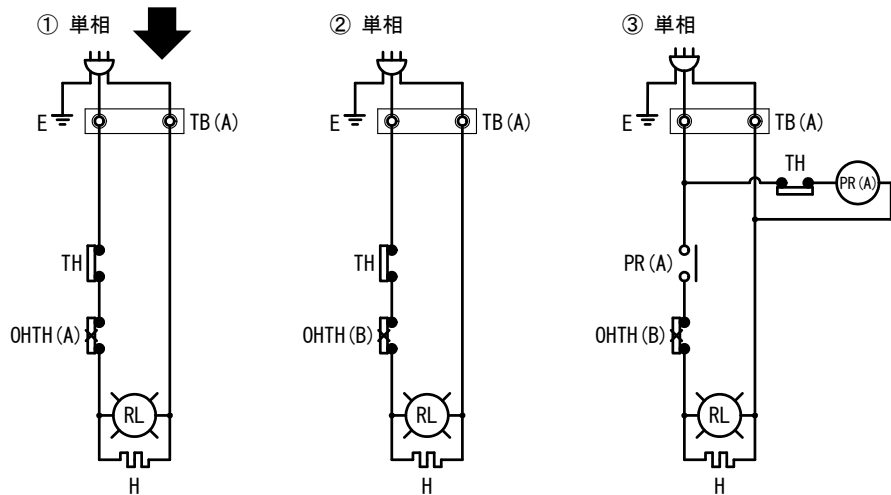 ① 単相
E
TB(A)
TH
OHTH(A)
RL
H
② 単相
E
TB(A)
TH
OHTH(B)
RL
H
③ 単相
E
TB(A)
TH
PR(A)
PR(A)
OHTH(B)
RL
H